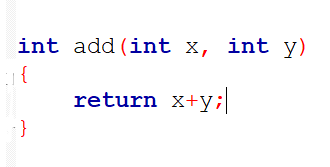 int add(int x, int y)
{
    return x+y;
}